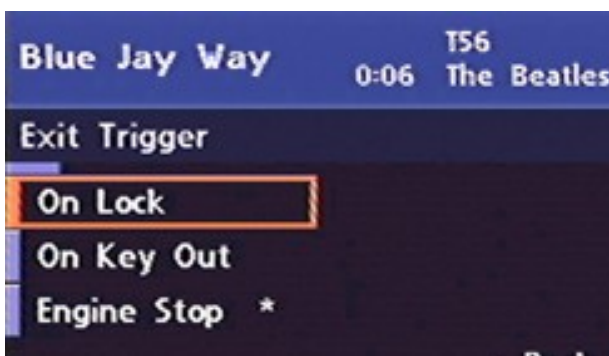 Blue Jay Way
T56
0:06 The Beatles
Exit Trigger
On Lock
On Key Out
Engine Stop *